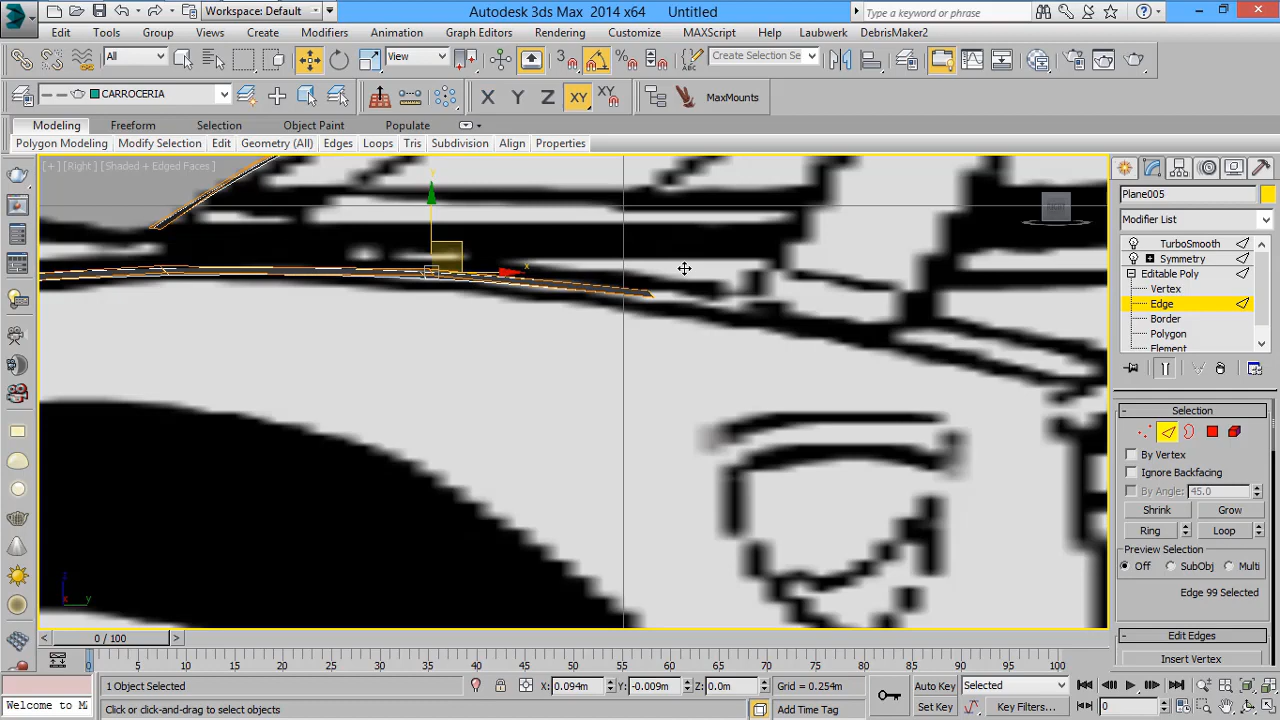 Workspace: Default
Autodesk 3ds Max 2014 x64 Untitled
Type a keyword or phrase
Edit Tools Group Views Create Modifiers Animation Graph Editors Rendering Customize MAXScript Help Laubwerk DebrisMaker2
All View 3 Create Selection Se
CARROCERIA X Y Z XY XY MaxMounts
Modeling Freeform Selection Object Paint Populate
Polygon Modeling Modify Selection Edit Geometry (All) Edges Loops Tris Subdivision Align Properties
[+] [Right] [Shaded + Edged Faces]
x
z
x y
Plane005
Modifier List
TurboSmooth
Symmetry
Editable Poly
Vertex
Edge
Border
Polygon
Element
Selection
By Vertex
Ignore Backfacing
By Angle: 45.0
Shrink Grow
Ring Loop
Preview Selection
Off SubObj Multi
Edge 99 Selected
Edit Edges
Insert Vertex
0 / 100
0 5 10 15 20 25 30 35 40 45 50 55 60 65 70 75 80 85 90 95 100
1 Object Selected X: 0.094m Y: -0.009m Z: 0.0m Grid = 0.254m Auto Key Selected
Welcome to M Click or click-and-drag to select objects Add Time Tag Set Key Key Filters... 0